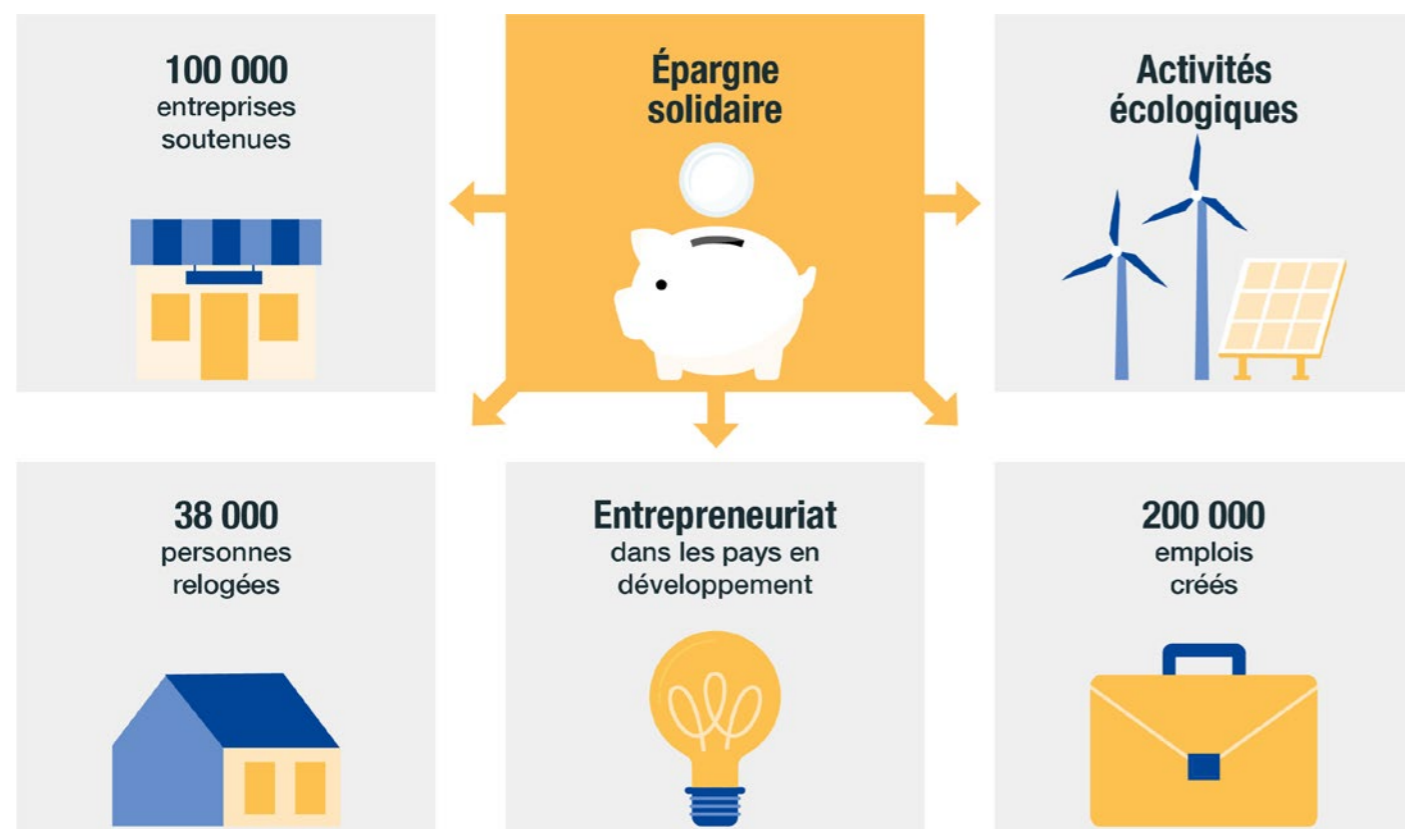 100 000
entreprises
soutenues
Épargne
solidaire
Activités
écologiques
38 000
personnes
relogées
Entrepreneuriat
dans les pays en
développement
200 000
emplois
créés